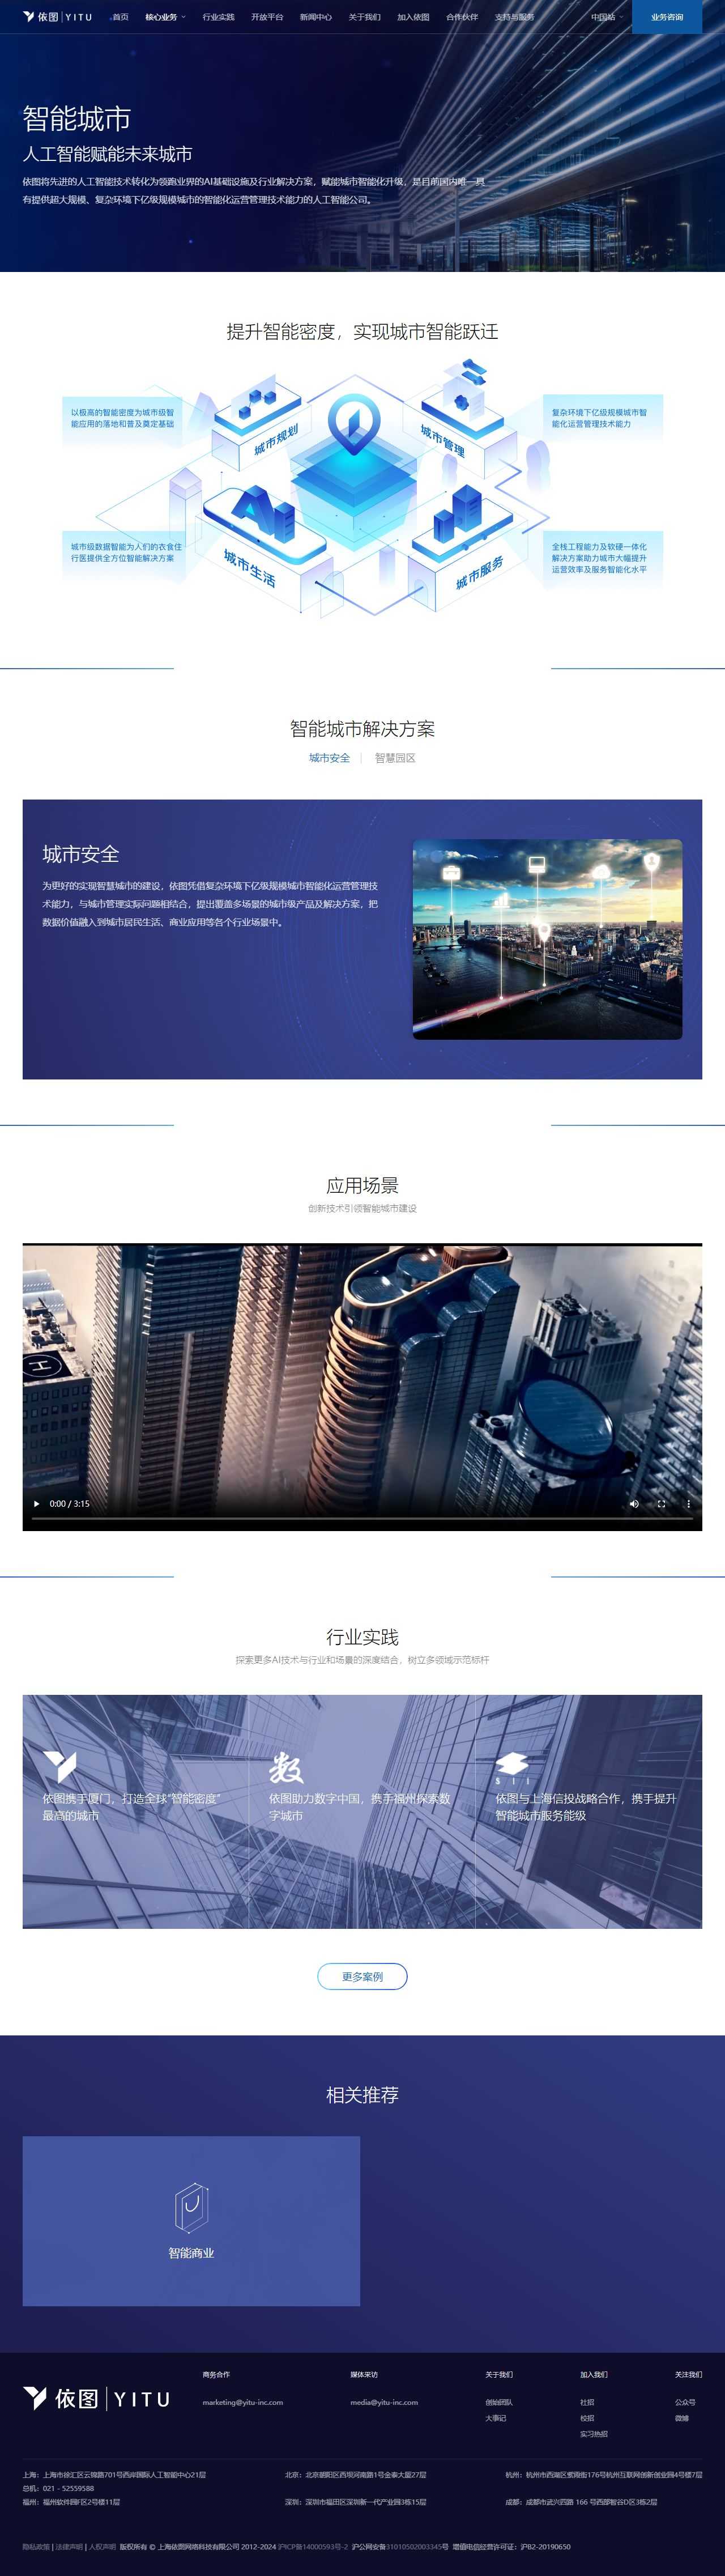 依图 YITU 首页 核心业务 行业实践 开放平台 新闻中心 关于我们 加入依图 合作伙伴 支持与服务 中国站 业务咨询
智能城市
人工智能赋能未来城市
依图将先进的人工智能技术转化为领跑业界的AI基础设施及行业解决方案，赋能城市智能化升级，是目前国内唯一具
有提供超大规模、复杂环境下亿级规模城市的智能化运营管理技术能力的人工智能公司。
提升智能密度，实现城市智能跃迁
以极高的智能密度为城市级智
能应用的落地和普及奠定基础
城市规划
城市管理
复杂环境下亿级规模城市智
能化运营管理技术能力
城市级数据智能为人们的衣食住
行医提供全方位智能解决方案
城市生活
城市服务
全栈工程能力及软硬一体化
解决方案助力城市大幅提升
运营效率及服务智能化水平
智能城市解决方案
城市安全 | 智慧园区
城市安全
为更好的实现智慧城市的建设，依图凭借复杂环境下亿级规模城市智能化运营管理技
术能力，与城市管理实际问题相结合，提出覆盖多场景的城市级产品及解决方案，把
数据价值融入到城市居民生活、商业应用等各个行业场景中。
应用场景
创新技术引领智能城市建设
H
0:00 / 3:15
行业实践
探索更多AI技术与行业和场景的深度结合，树立多领域示范标杆
依图携手厦门，打造全球“智能密度”
最高的城市
数
依图助力数字中国，携手福州探索数
字城市
S I I
依图与上海信投战略合作，携手提升
智能城市服务能级
更多案例
相关推荐
智能商业
依图 YITU
商务合作
marketing@yitu-inc.com
媒体来访
media@yitu-inc.com
关于我们
创始团队
大事记
加入我们
社招
校招
实习热招
关注我们
公众号
微博
上海：上海市徐汇区云锦路701号西岸国际人工智能中心21层
总机：021 - 52559588
北京：北京朝阳区西坝河南路1号金泰大厦27层
杭州：杭州市西湖区紫霞街176号杭州互联网创新创业园4号楼7层
福州：福州软件园F区2号楼11层
深圳：深圳市福田区深圳新一代产业园3栋15层
成都：成都市武兴四路 166 号西部智谷D区3栋2层
隐私政策 | 法律声明 | 人权声明 版权所有 © 上海依图网络科技有限公司 2012-2024 沪ICP备14000593号-2 沪公网安备31010502003345号 增值电信经营许可证：沪B2-20190650